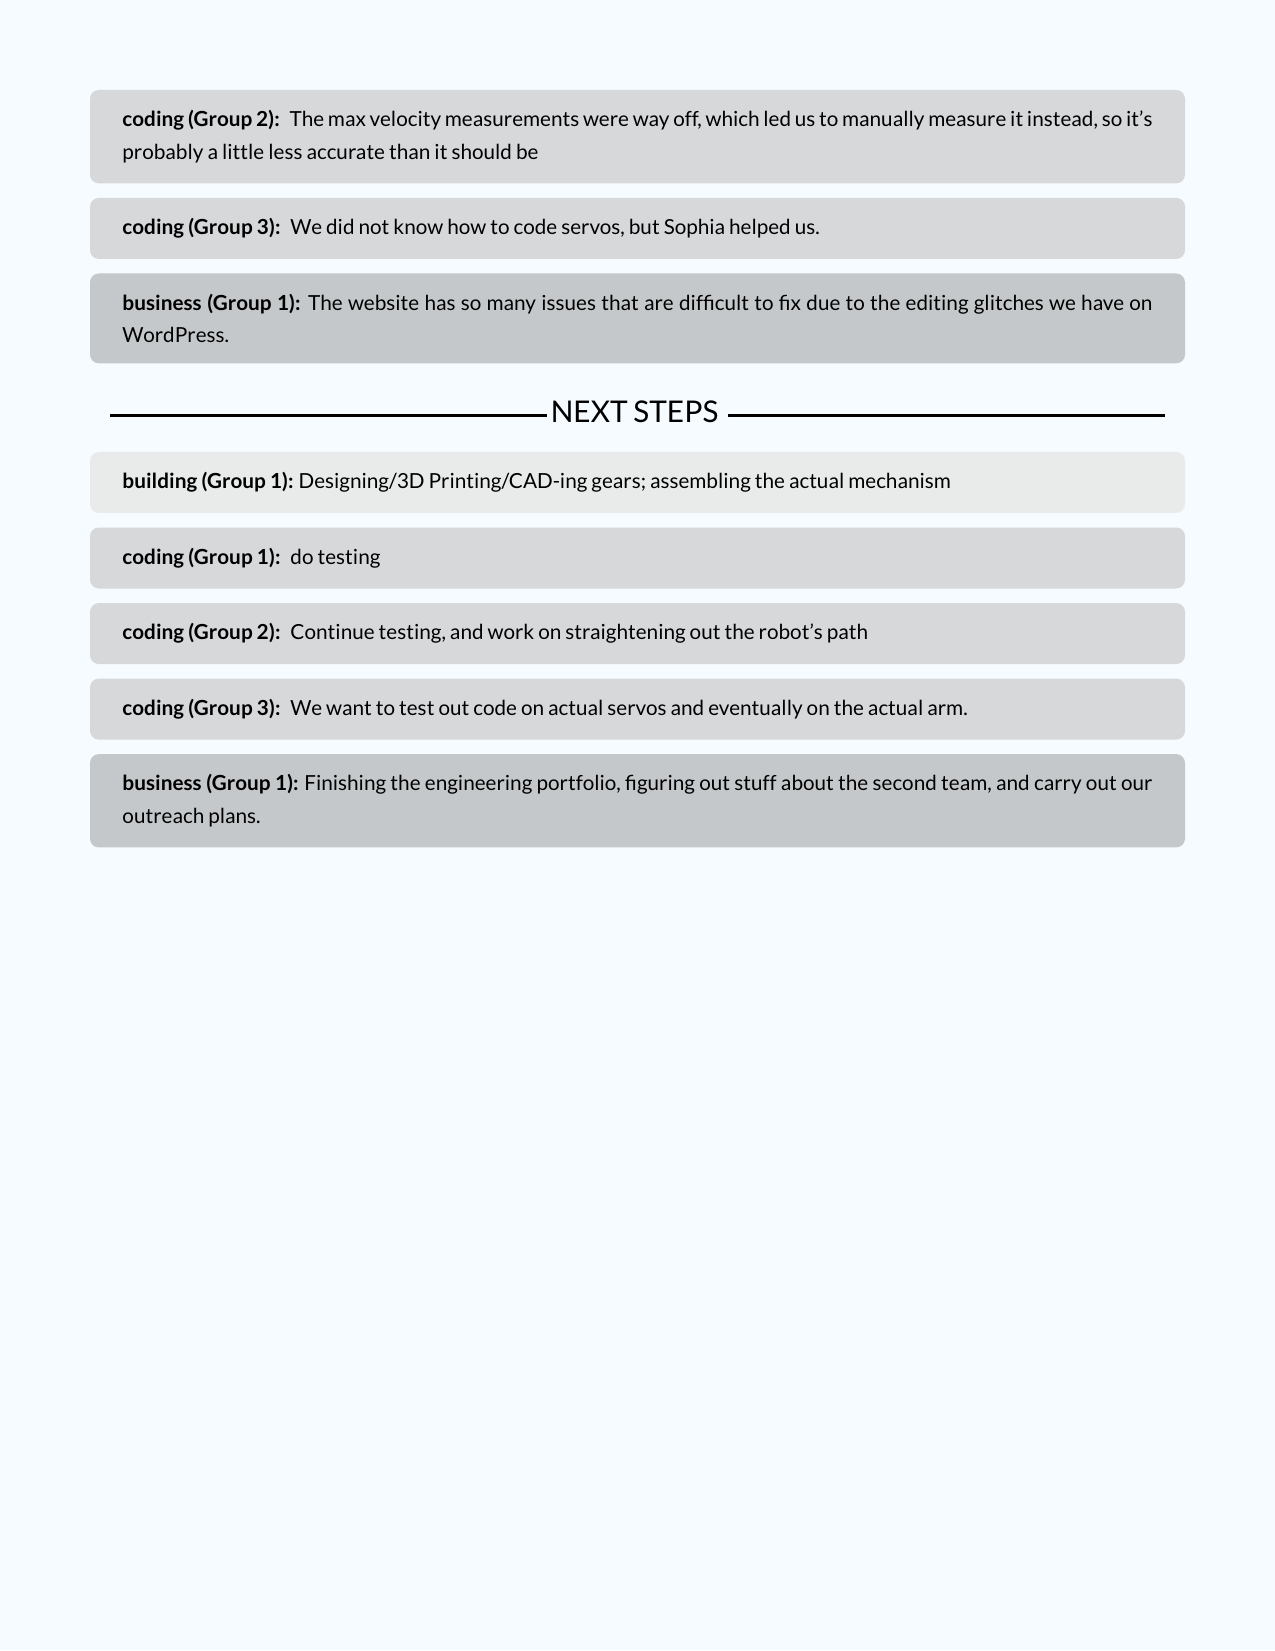 coding (Group 2): The max velocity measurements were way off, which led us to manually measure it instead, so it’s
probably a little less accurate than it should be
coding (Group 3): We did not know how to code servos, but Sophia helped us.
business (Group 1): The website has so many issues that are difficult to fix due to the editing glitches we have on
WordPress.
NEXT STEPS
building (Group 1): Designing/3D Printing/CAD-ing gears; assembling the actual mechanism
coding (Group 1): do testing
coding (Group 2): Continue testing, and work on straightening out the robot’s path
coding (Group 3): We want to test out code on actual servos and eventually on the actual arm.
business (Group 1): Finishing the engineering portfolio, figuring out stuff about the second team, and carry out our
outreach plans.